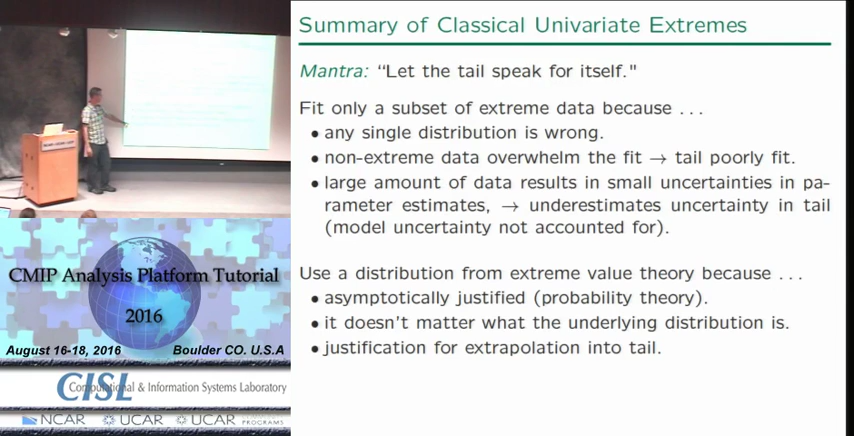 Summary of Classical Univariate Extremes
Mantra: “Let the tail speak for itself."
Fit only a subset of extreme data because ...
• any single distribution is wrong.
• non-extreme data overwhelm the fit → tail poorly fit.
• large amount of data results in small uncertainties in pa-
rameter estimates, → underestimates uncertainty in tail
(model uncertainty not accounted for).
Use a distribution from extreme value theory because ...
• asymptotically justified (probability theory).
• it doesn't matter what the underlying distribution is.
• justification for extrapolation into tail.
CMIP Analysis Platform Tutorial
2016
August 16-18, 2016 Boulder CO. U.S.A
CISL
Computational & Information Systems Laboratory
NCAR UCAR UCAR
PROGRAMS